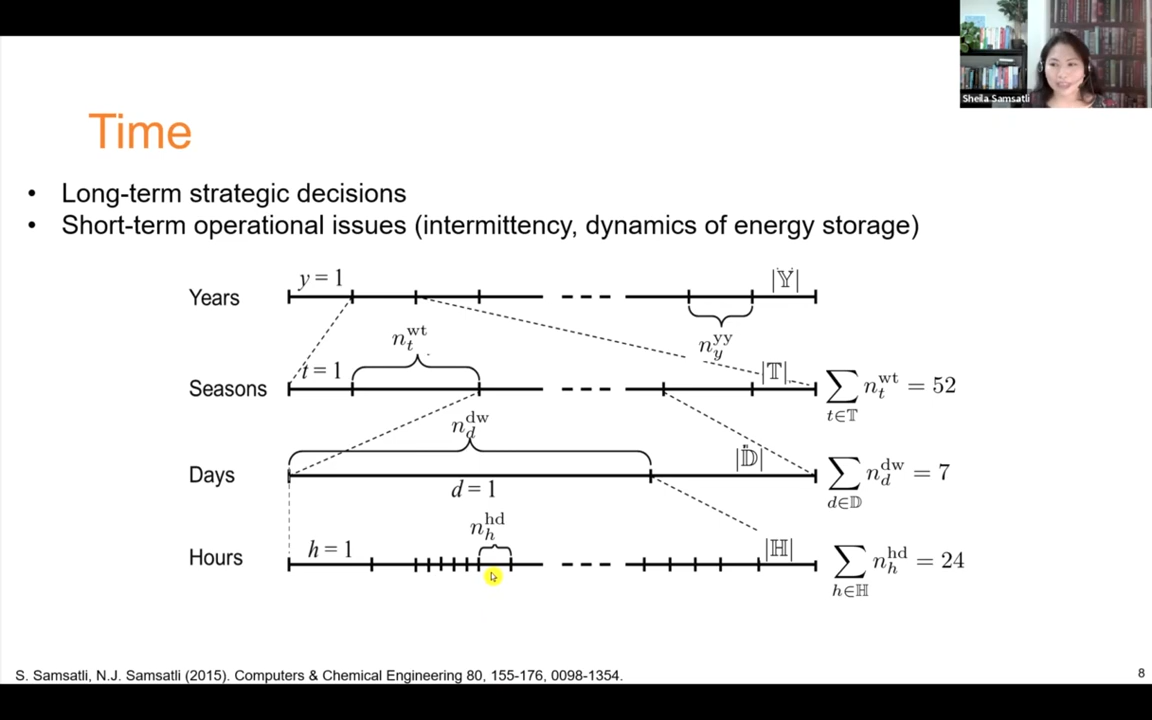 Sheila Samsatli
Time
• Long-term strategic decisions
• Short-term operational issues (intermittency, dynamics of energy storage)
Years y = 1 |𝕐|
n_y^yy
n_t^wt
Seasons t = 1 |𝕋| ∑_{t∈𝕋} n_t^wt = 52
n_d^dw
Days d = 1 |𝔻| ∑_{d∈𝔻} n_d^dw = 7
n_h^hd
Hours h = 1 |ℍ| ∑_{h∈ℍ} n_h^hd = 24
S. Samsatli, N.J. Samsatli (2015). Computers & Chemical Engineering 80, 155-176, 0098-1354.
8